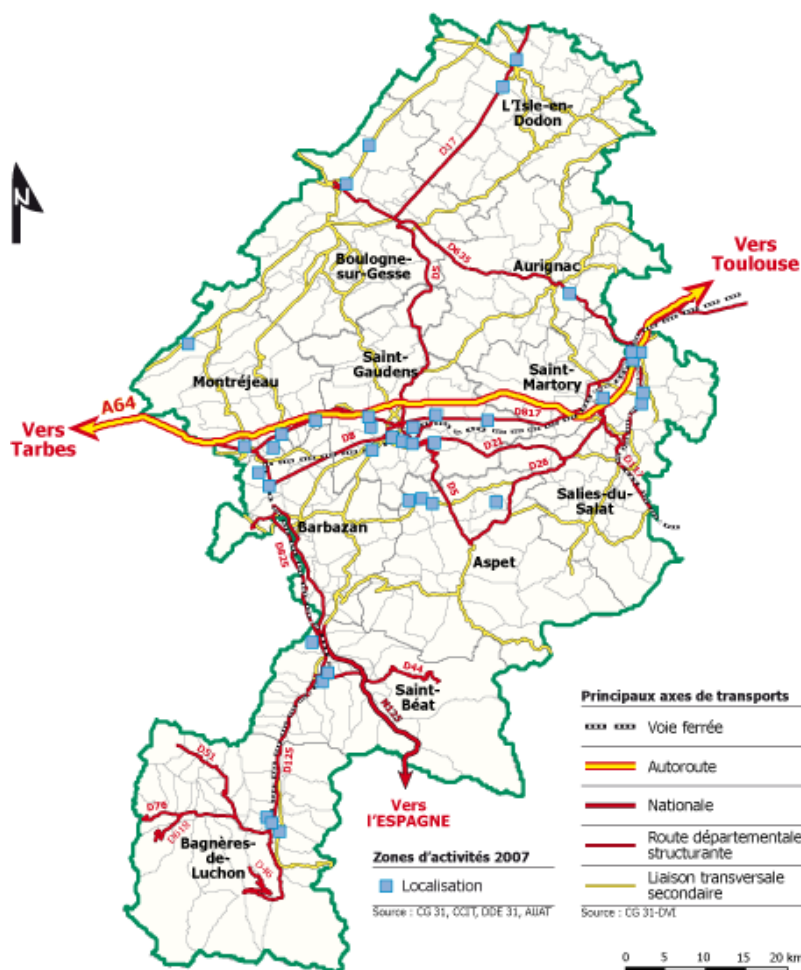 L'Isle-en-
Dodon
D17
N
Boulogne-
sur-Gesse
D5
D635
Aurignac
Vers
Toulouse
Saint-
Gaudens
Saint-
Martory
Montréjeau
A64
Vers
Tarbes
D817
D8
D21
D26
D117
D5
Salies-du-
Salat
Barbazan
Aspet
D825
D44
Saint-
Béat
N125
D125
D51
D76
D618
Bagnères-
de-
Luchon
D46
Vers
l'ESPAGNE
Zones d'activités 2007
Localisation
Source : CG 31, CCIT, DDE 31, AUAT
Principaux axes de transports
Voie ferrée
Autoroute
Nationale
Route départementale
structurante
Liaison transversale
secondaire
Source : CG 31-DVI
0 5 10 15 20 km